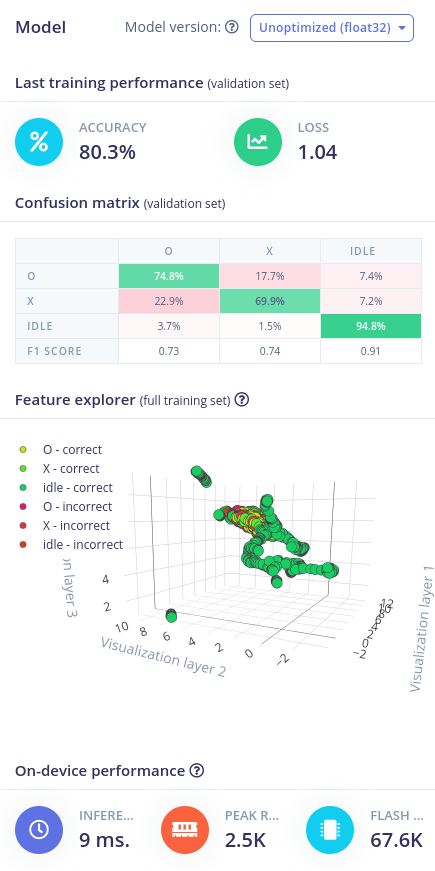 Model
Model version: ?
Unoptimized (float32)
Last training performance (validation set)
%
ACCURACY
80.3%
LOSS
1.04
Confusion matrix (validation set)
O X IDLE
O 74.8% 17.7% 7.4%
X 22.9% 69.9% 7.2%
IDLE 3.7% 1.5% 94.8%
F1 SCORE 0.73 0.74 0.91
Feature explorer (full training set) ?
O - correct
X - correct
idle - correct
O - incorrect
X - incorrect
idle - incorrect
on layer 3
4
2
10 8 6 4 2 0 −2
Visualization layer 2
12
10
8
6
4
2
0
−2
Visualization layer 1
On-device performance ?
INFERE...
9 ms.
PEAK R...
2.5K
FLASH ...
67.6K